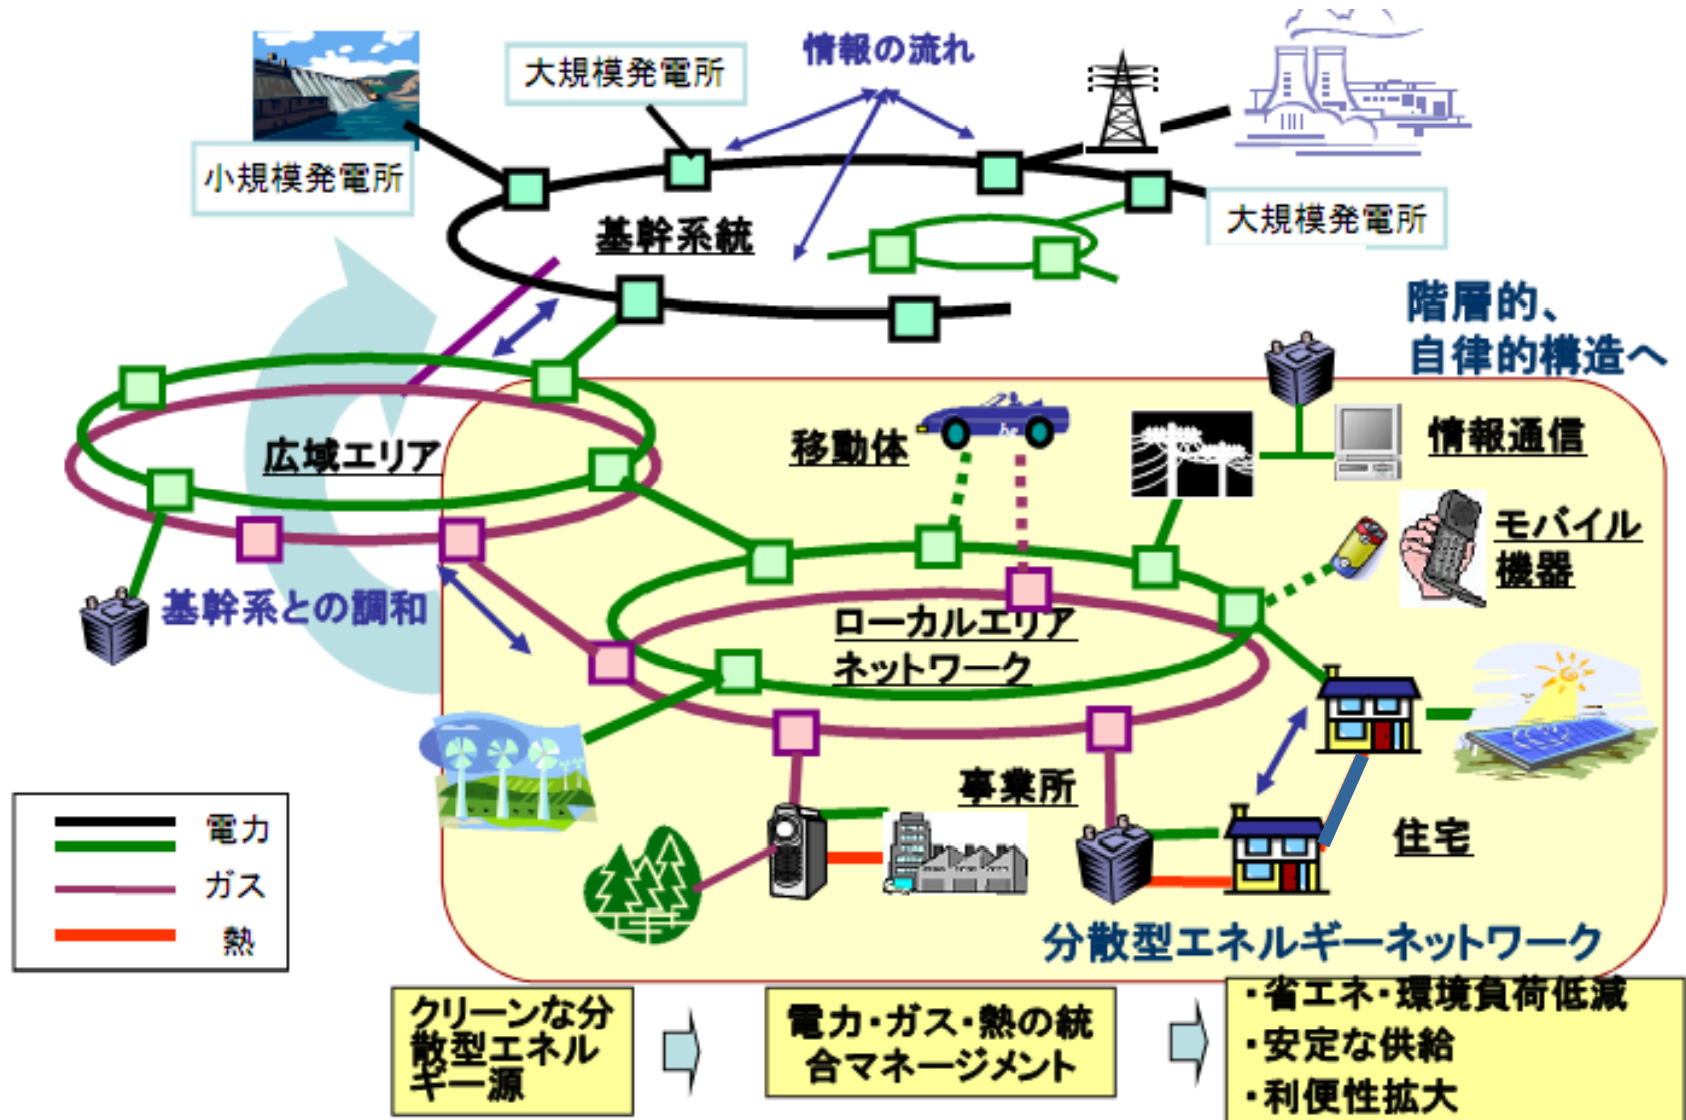 情報の流れ
大規模発電所
小規模発電所
大規模発電所
基幹系統
階層的、
自律的構造へ
移動体
情報通信
広域エリア
モバイル
機器
基幹系との調和
ローカルエリア
ネットワーク
事業所
住宅
電力
ガス
熱
分散型エネルギーネットワーク
クリーンな分
散型エネル
ギー源
電力・ガス・熱の統
合マネージメント
・省エネ・環境負荷低減
・安定な供給
・利便性拡大